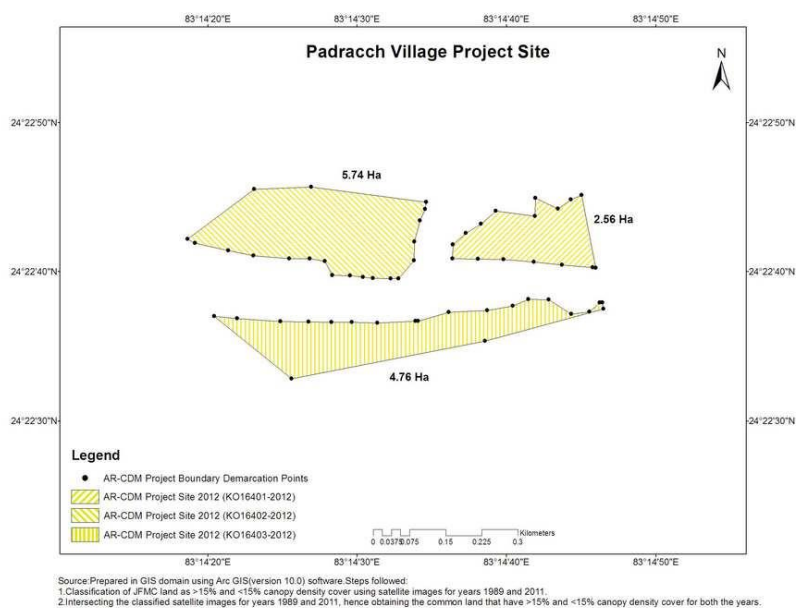 83°14'20"E 83°14'30"E 83°14'40"E 83°14'50"E
Padracch Village Project Site
N
24°22'50"N 24°22'50"N
5.74 Ha
2.56 Ha
24°22'40"N 24°22'40"N
4.76 Ha
24°22'30"N 24°22'30"N
Legend
AR-CDM Project Boundary Demarcation Points
AR-CDM Project Site 2012 (KO16401-2012)
AR-CDM Project Site 2012 (KO16402-2012)
AR-CDM Project Site 2012 (KO16403-2012)
Kilometers
0 0.0375 0.075 0.15 0.225 0.3
83°14'20"E 83°14'30"E 83°14'40"E 83°14'50"E
Source:Prepared in GIS domain using Arc GIS(version 10.0) software.Steps followed:
1.Classification of JFMC land as >15% and <15% canopy density cover using satellite images for years 1989 and 2011.
2.Intersecting the classified satellite images for years 1989 and 2011, hence obtaining the common land that have >15% and <15% canopy density cover for both the years.